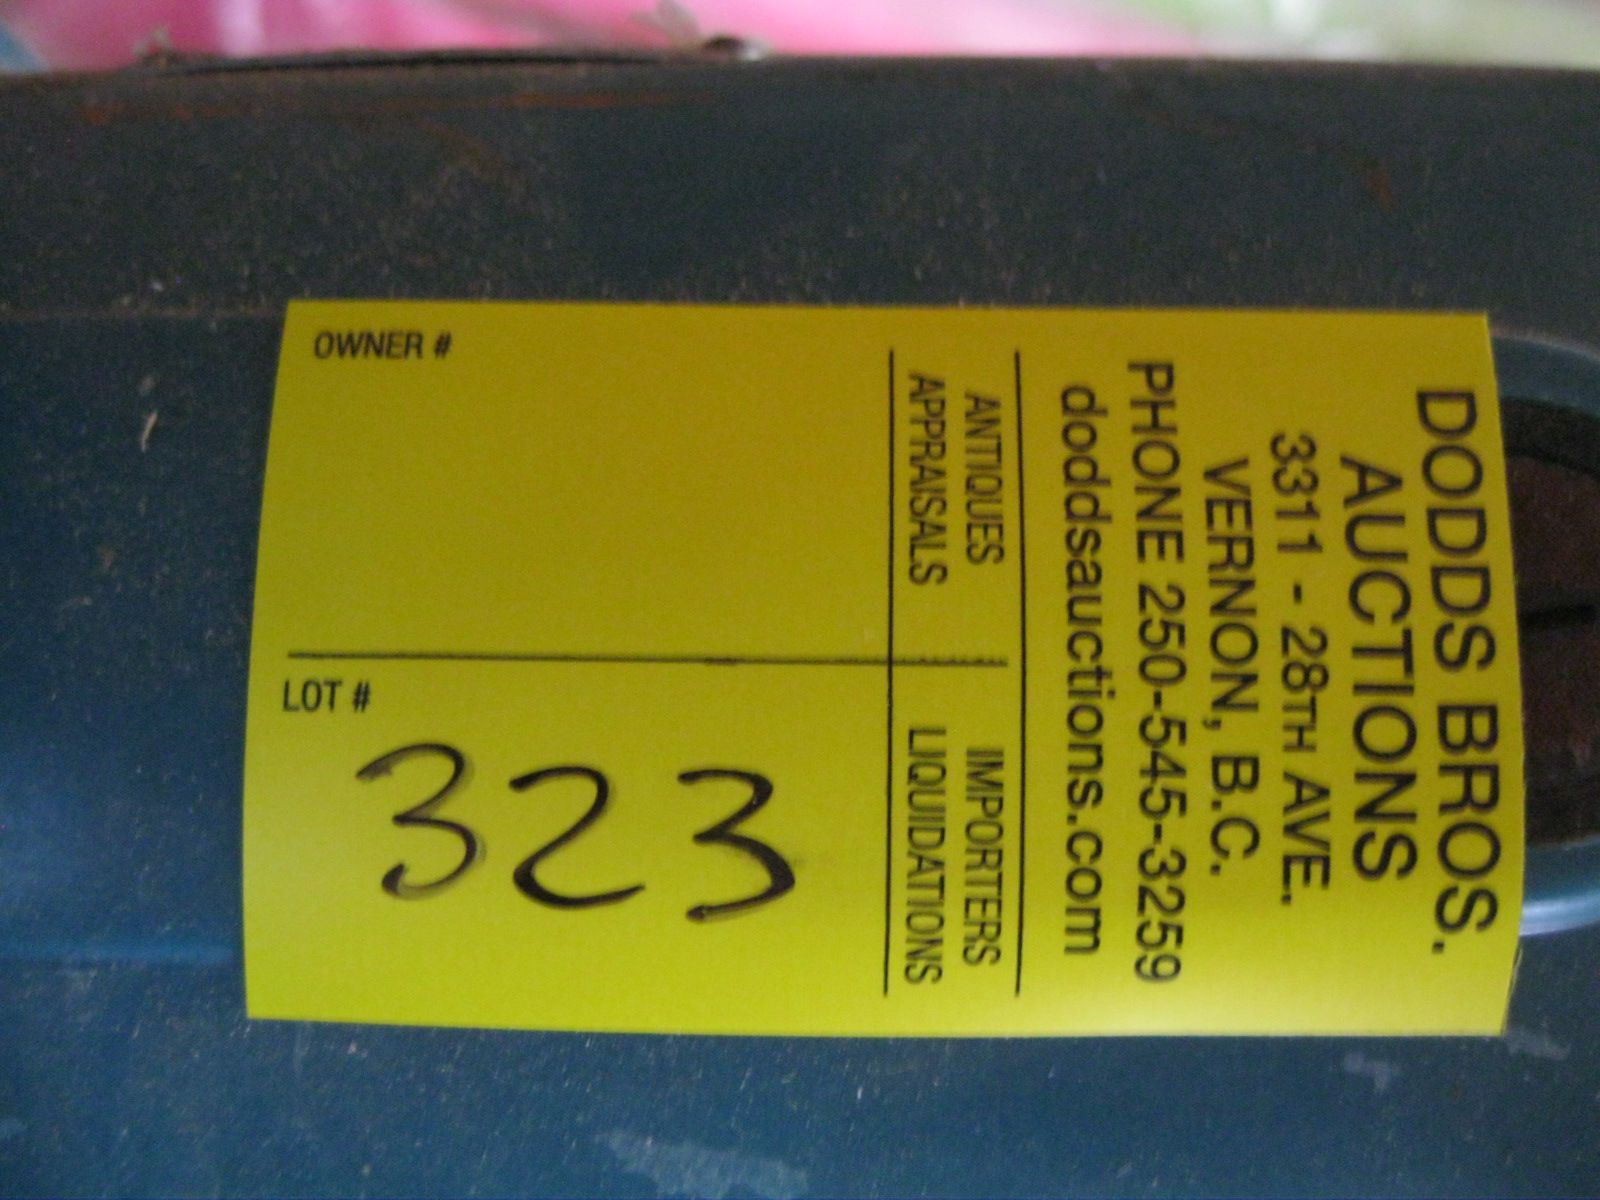 DODDS BROS.
AUCTIONS
3311 - 28TH AVE.
VERNON, B.C.
PHONE 250-545-3259
doddsauctions.com
ANTIQUES IMPORTERS
APPRAISALS LIQUIDATIONS
OWNER #
LOT #
323